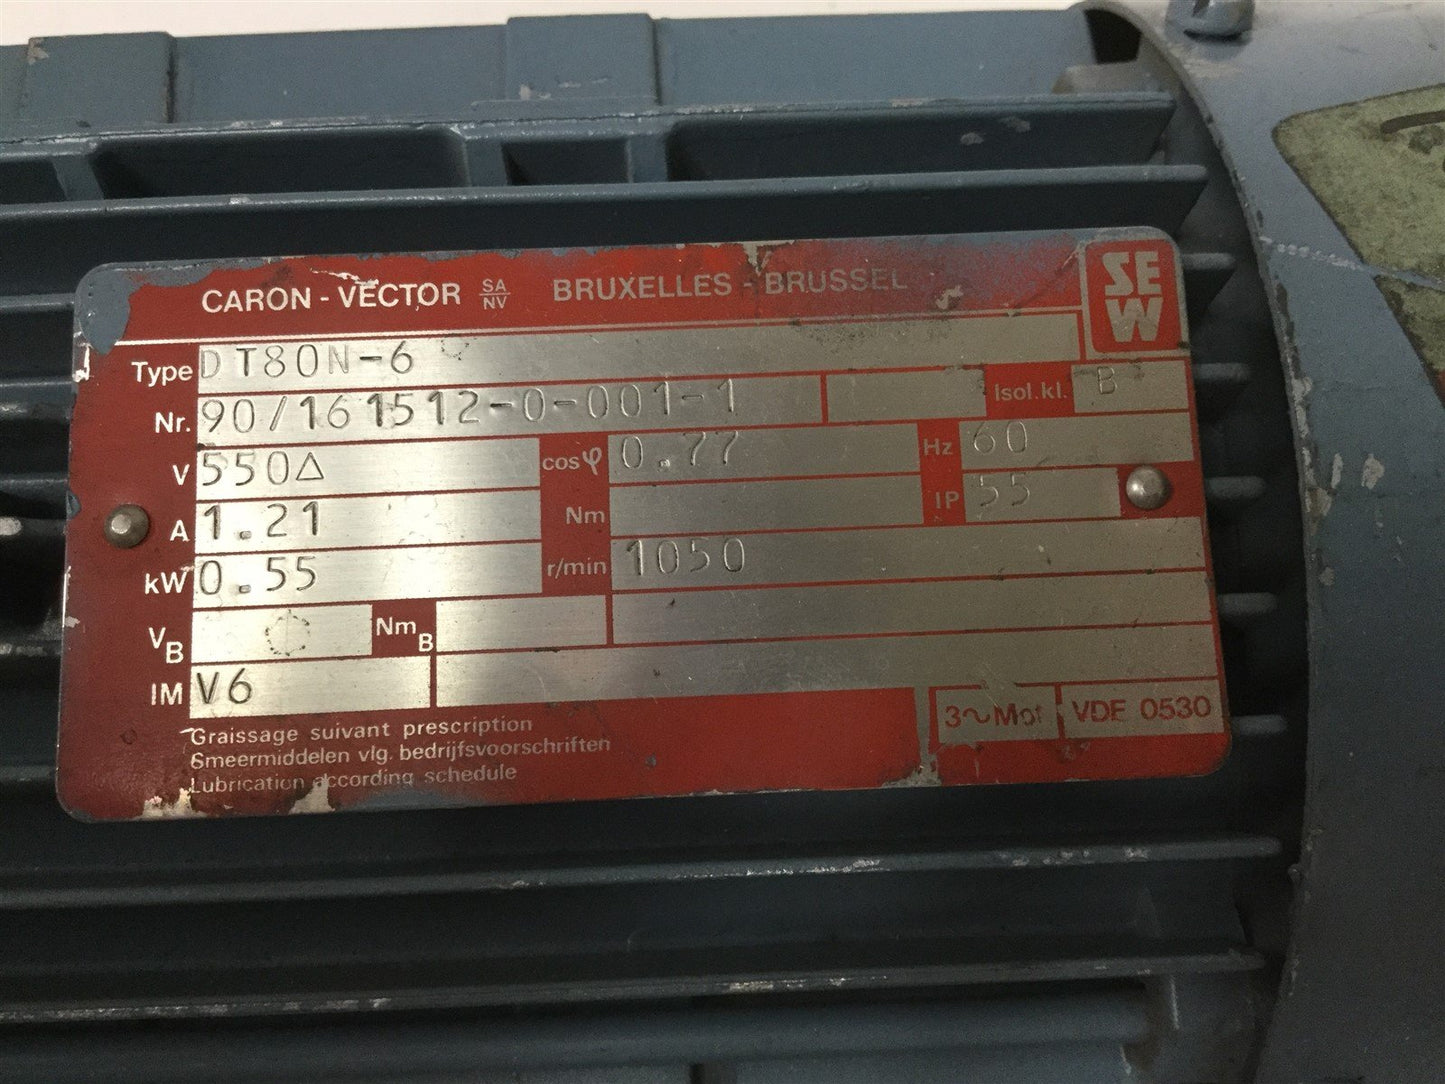 CARON - VECTOR SA/NV BRUXELLES - BRUSSEL SEW
Type DT80N-6
Nr. 90/161512-0-001-1 Isol.kl. B
V 550△ cosφ 0.77 Hz 60
A 1.21 Nm IP 55
kW 0.55 r/min 1050
VB NmB
IM V6
3~Mot VDE 0530
Graissage suivant prescription
Smeermiddelen vlg. bedrijfsvoorschriften
Lubrication according schedule